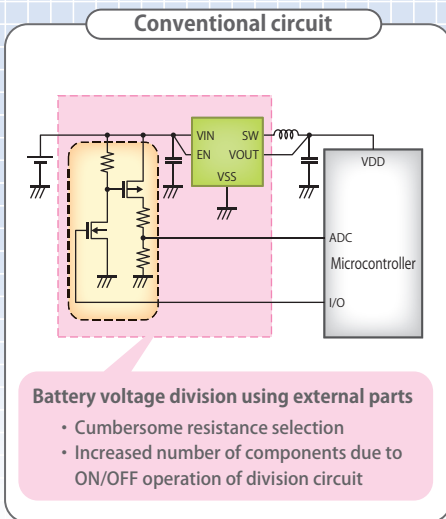 Conventional circuit
VIN
SW
EN
VOUT
VSS
VDD
ADC
Microcontroller
I/O
Battery voltage division using external parts
・Cumbersome resistance selection
・Increased number of components due to
ON/OFF operation of division circuit